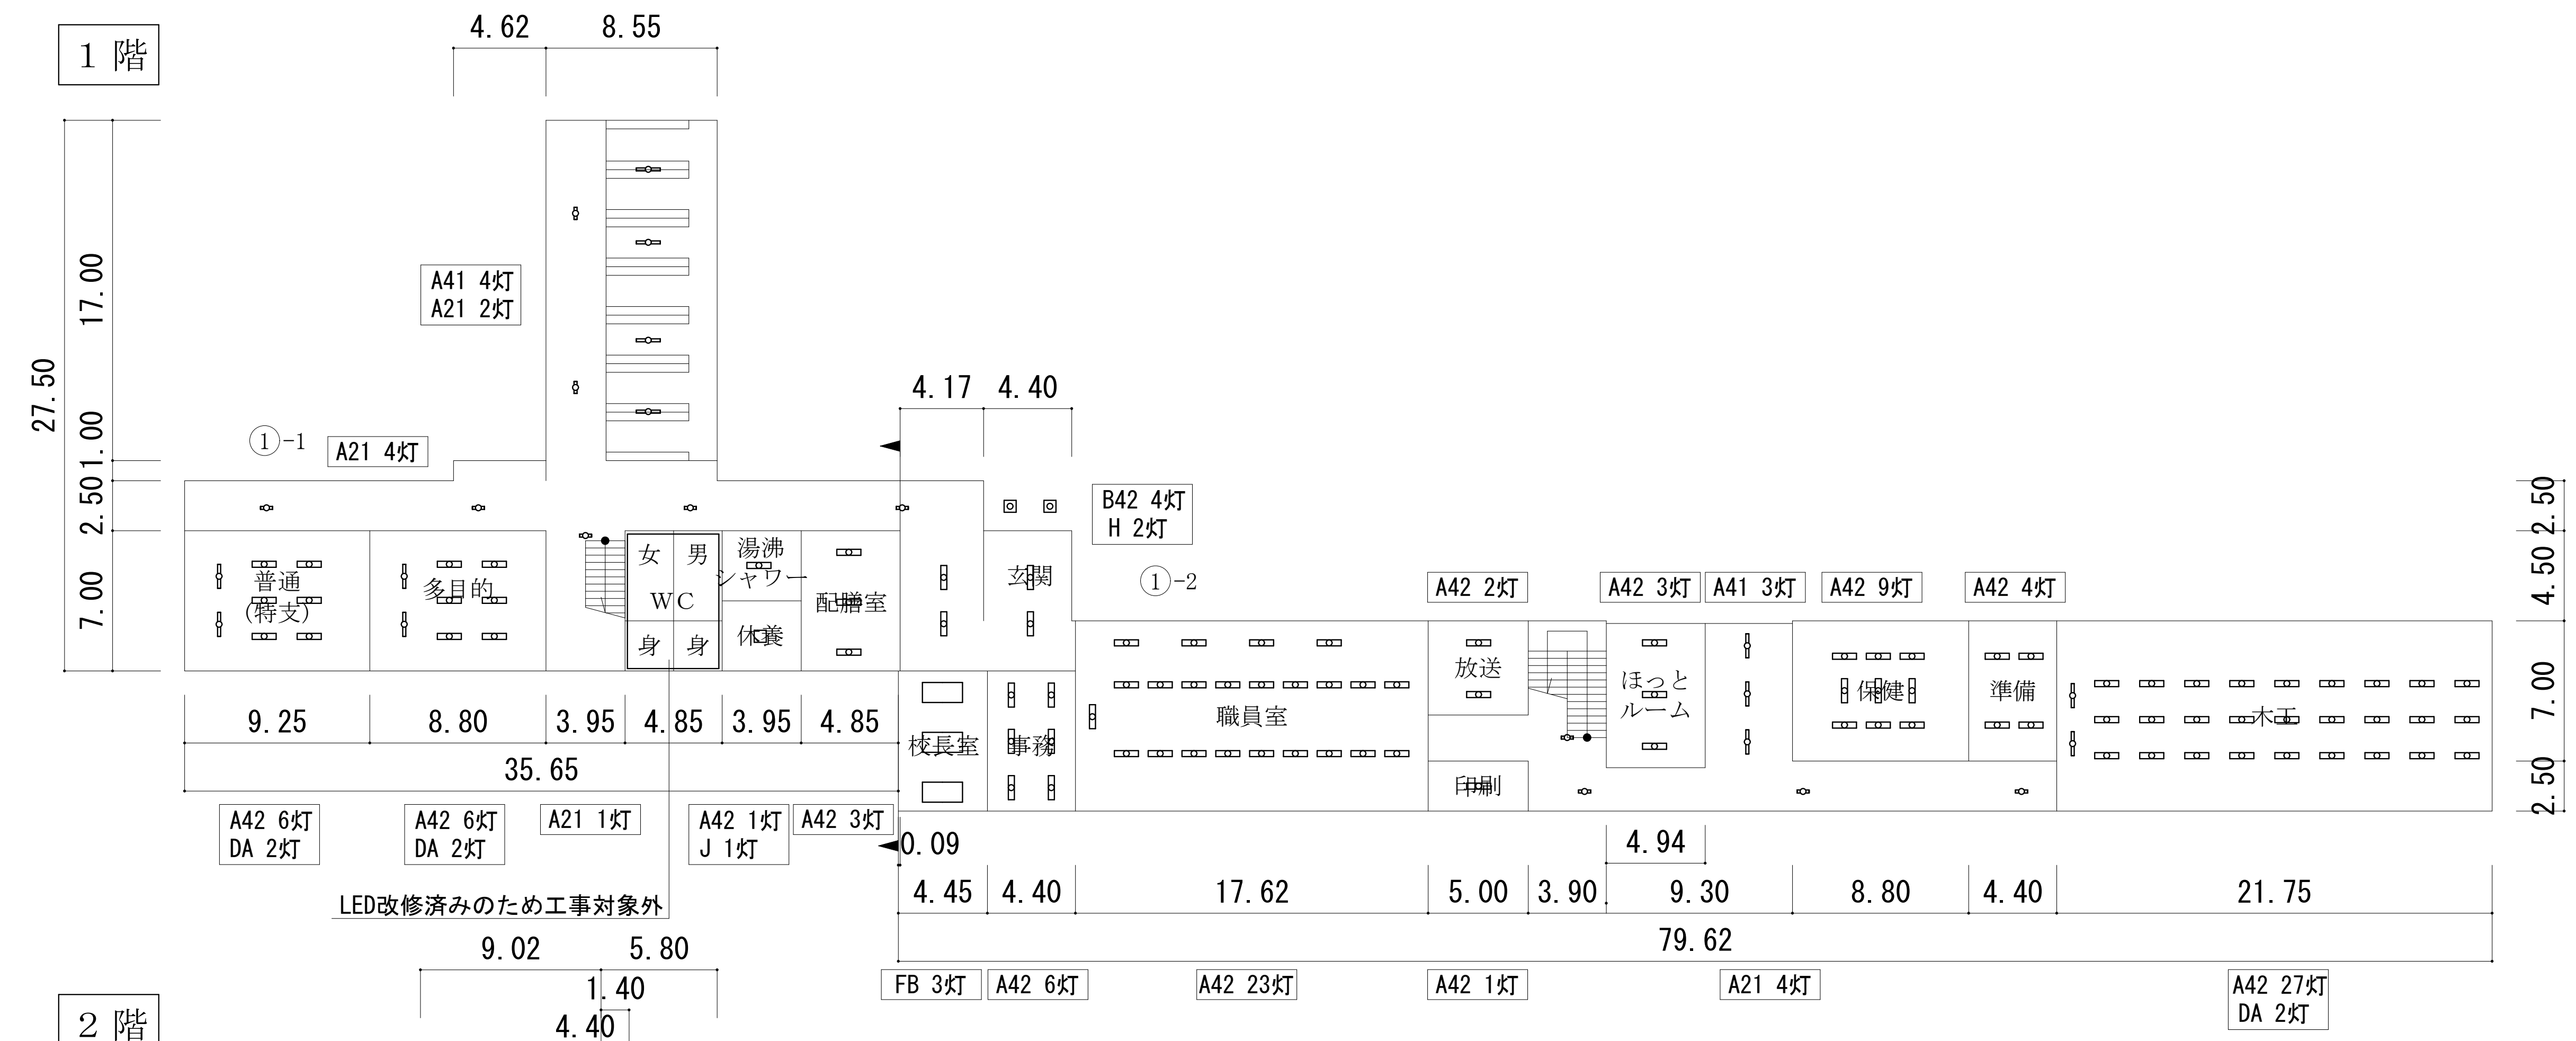 1 階
4.62
8.55
27.50
17.00
1.00
2.50
7.00
A41 4灯
A21 2灯
①-1
A21 4灯
4.17
4.40
B42 4灯
H 2灯
①-2
普通
(特支)
多目的
女
男
WC
身
身
湯沸
シャワー
休養
配膳室
玄関
A42 2灯
A42 3灯
A41 3灯
A42 9灯
A42 4灯
2.50
4.50
7.00
2.50
校長室
事務
職員室
放送
印刷
ほっと
ルーム
保健
準備
木工
9.25
8.80
3.95
4.85
3.95
4.85
35.65
A42 6灯
DA 2灯
A42 6灯
DA 2灯
A21 1灯
A42 1灯
J 1灯
A42 3灯
0.09
4.94
4.45
4.40
17.62
5.00
3.90
9.30
8.80
4.40
21.75
79.62
LED改修済みのため工事対象外
FB 3灯
A42 6灯
A42 23灯
A42 1灯
A21 4灯
A42 27灯
DA 2灯
9.02
5.80
1.40
4.40
2 階